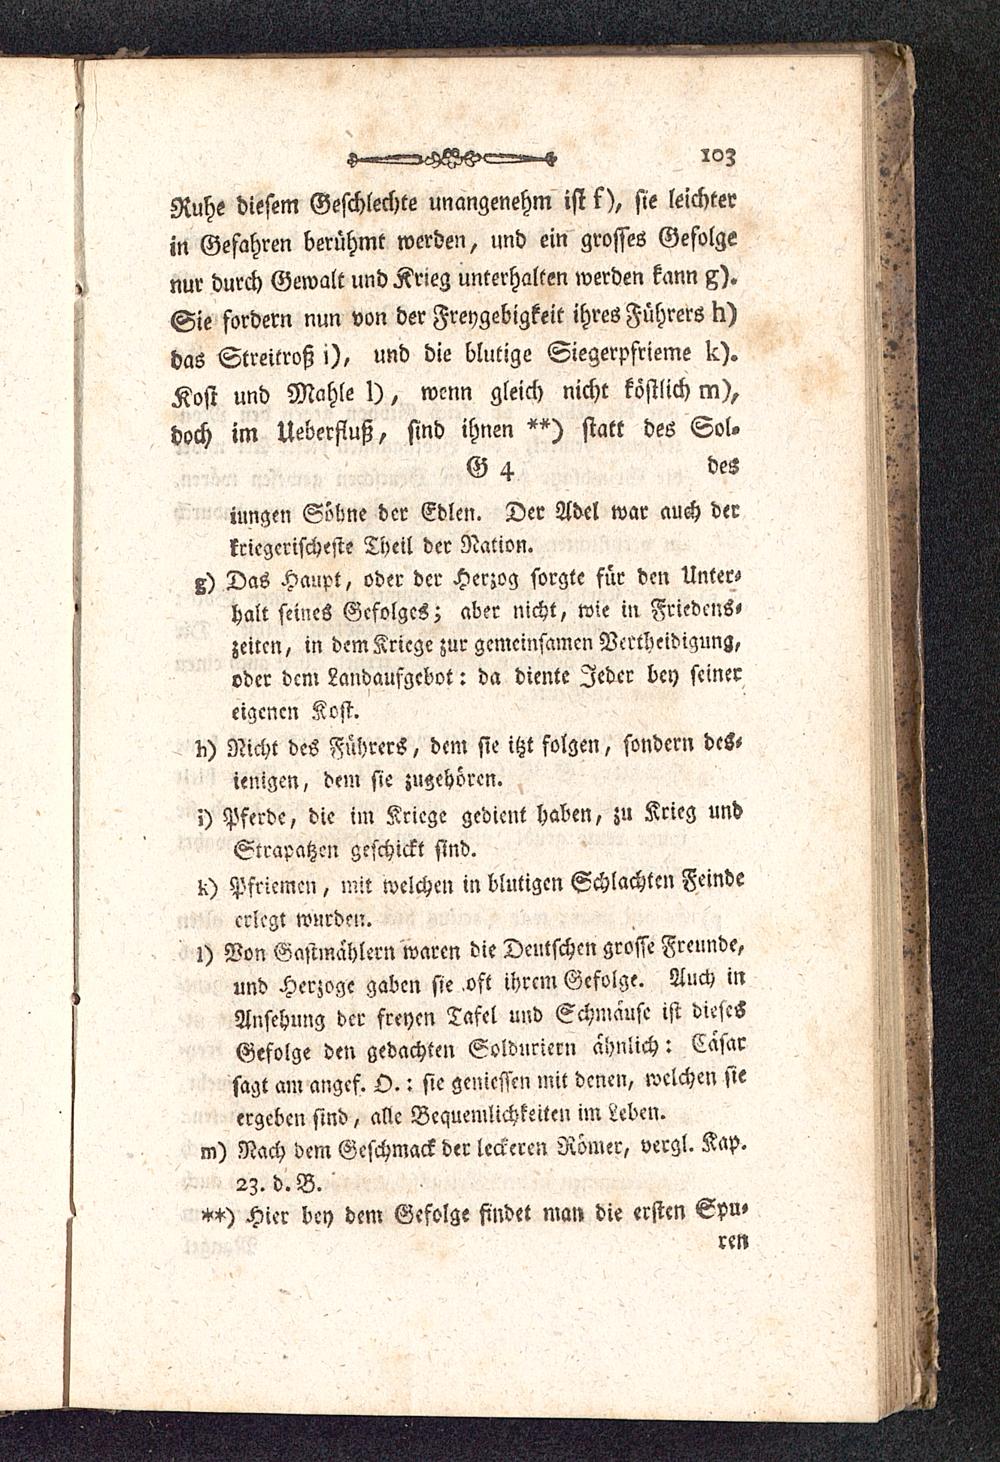 103
Ruhe diesem Geschlechte unangenehm ist f), sie leichter
in Gefahren berühmt werden, und ein grosses Gefolge
nur durch Gewalt und Krieg unterhalten werden kann g).
Sie fordern nun von der Freygebigkeit ihres Führers h)
das Streitroß i), und die blutige Siegerpfrieme k).
Kost und Mahle l), wenn gleich nicht köstlich m),
doch im Ueberfluß, sind ihnen **) statt des Sol-
G 4 des
iungen Söhne der Edlen. Der Adel war auch der
kriegerischeste Theil der Nation.
g) Das Haupt, oder der Herzog sorgte für den Unter-
halt seines Gefolges; aber nicht, wie in Friedens-
zeiten, in dem Kriege zur gemeinsamen Vertheidigung,
oder dem Landaufgebot: da diente Jeder bey seiner
eigenen Kost.
h) Nicht des Führers, dem sie itzt folgen, sondern des-
ienigen, dem sie zugehören.
i) Pferde, die im Kriege gedient haben, zu Krieg und
Strapatzen geschickt sind.
k) Pfriemen, mit welchen in blutigen Schlachten Feinde
erlegt wurden.
l) Von Gastmählern waren die Deutschen grosse Freunde,
und Herzoge gaben sie oft ihrem Gefolge. Auch in
Ansehung der freyen Tafel und Schmäuse ist dieses
Gefolge den gedachten Solduriern ähnlich: Cäsar
sagt am angef. O.: sie geniessen mit denen, welchen sie
ergeben sind, alle Bequemlichkeiten im Leben.
m) Nach dem Geschmack der leckeren Römer, vergl. Kap.
23. d. B.
**) Hier bey dem Gefolge findet man die ersten Spu-
ren